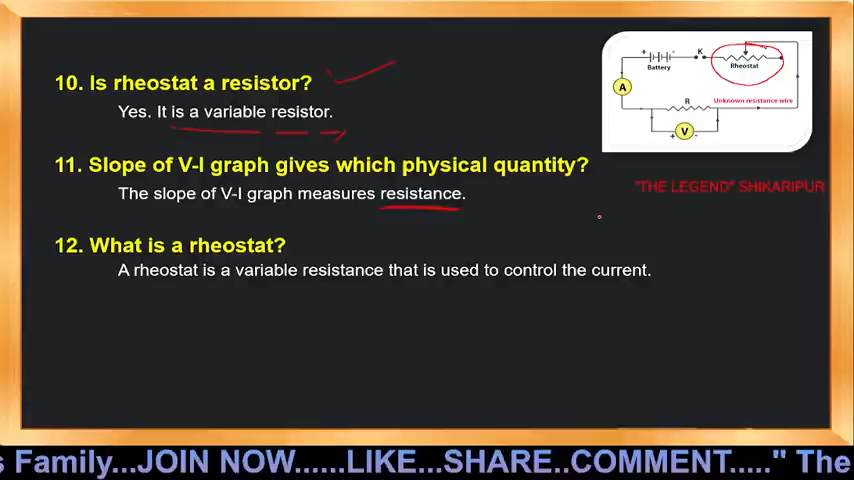 10. Is rheostat a resistor?
Yes. It is a variable resistor.
11. Slope of V-I graph gives which physical quantity?
The slope of V-I graph measures resistance.
12. What is a rheostat?
A rheostat is a variable resistance that is used to control the current.
+ - K
Battery
Rheostat
A
R
Unknown resistance wire
+ V -
"THE LEGEND" SHIKARIPUR
s Family...JOIN NOW......LIKE...SHARE..COMMENT....." The